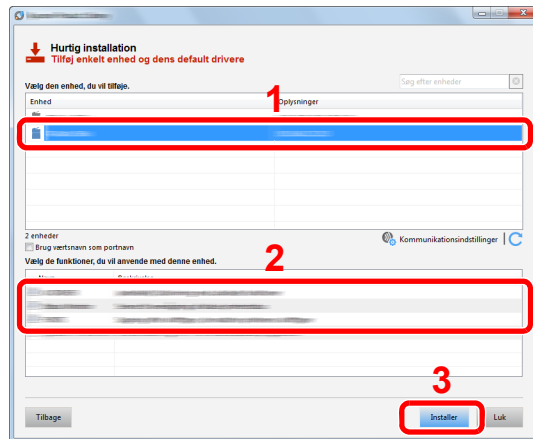 Hurtig installation
Tilføj enkelt enhed og dens default drivere
Søg efter enheder
Vælg den enhed, du vil tilføje.
1
Enhed Oplysninger
2 enheder
Kommunikationsindstillinger
Brug værtsnavn som portnavn
Vælg de funktioner, du vil anvende med denne enhed.
2
3
Tilbage Installer Luk